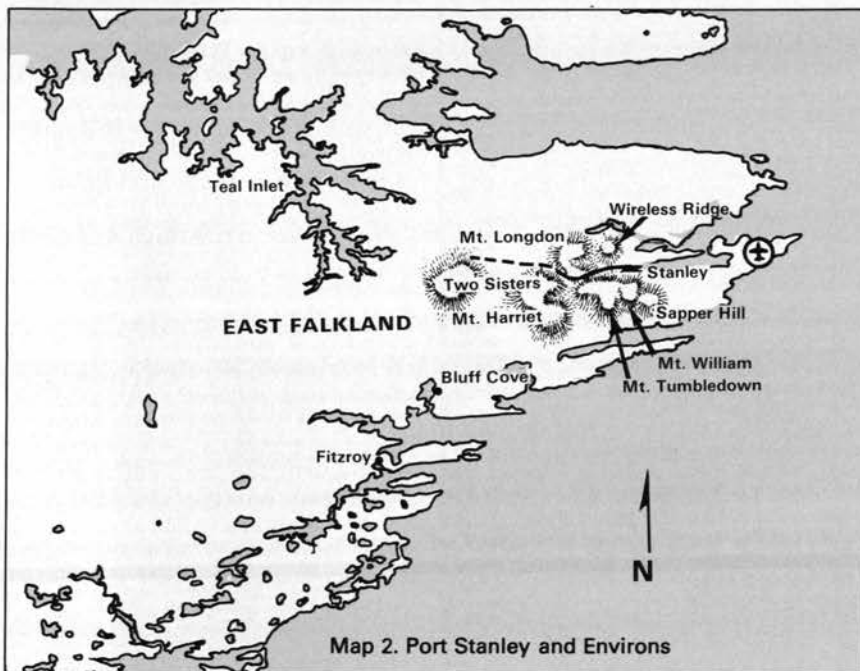 Teal Inlet
Wireless Ridge
Mt. Longdon
Stanley
Two Sisters
Mt. Harriet
Sapper Hill
EAST FALKLAND
Mt. William
Mt. Tumbledown
Bluff Cove
Fitzroy
N
Map 2. Port Stanley and Environs